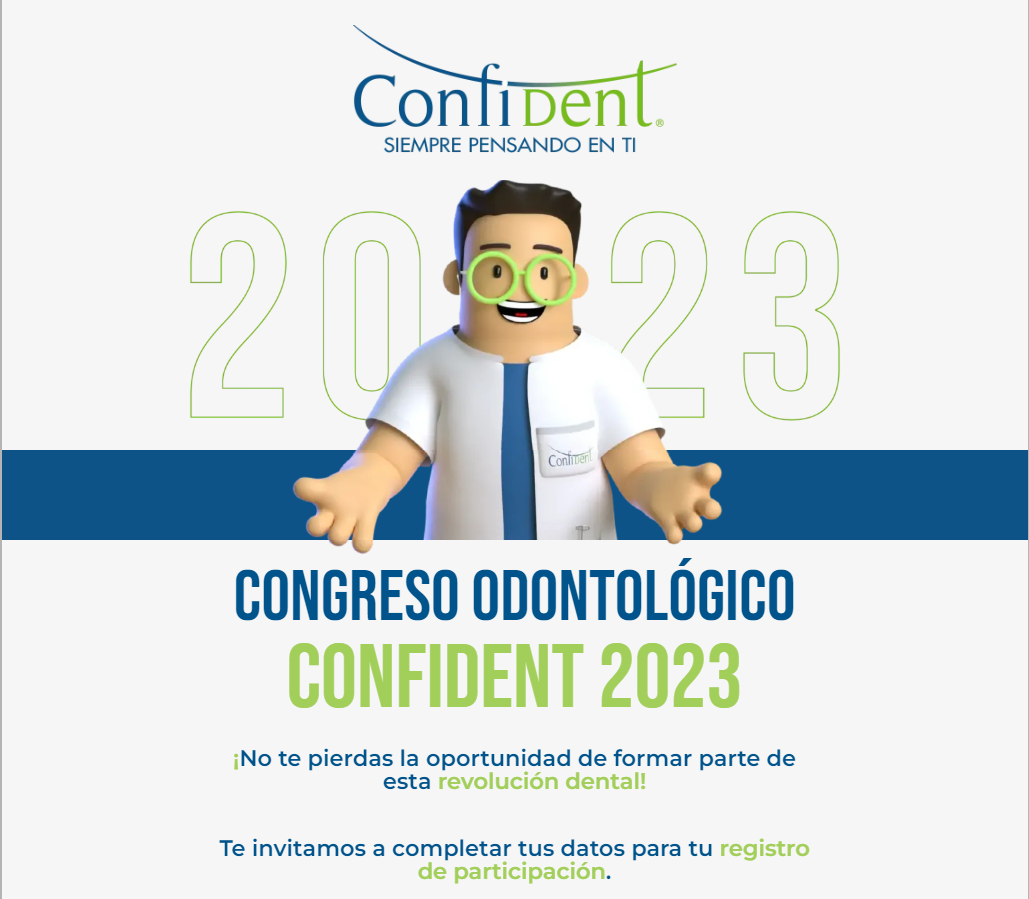 ConfiDent®
SIEMPRE PENSANDO EN TI
2023
ConfiDent
CONGRESO ODONTOLÓGICO
CONFIDENT 2023
¡No te pierdas la oportunidad de formar parte de
esta revolución dental!
Te invitamos a completar tus datos para tu registro
de participación.